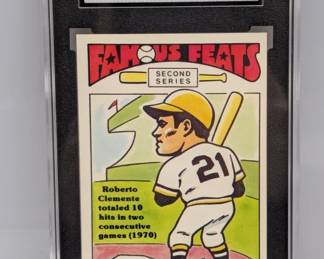 FAMOUS FEATS
SECOND
SERIES
21
Roberto
Clemente
totaled 10
hits in two
consecutive
games (1970)